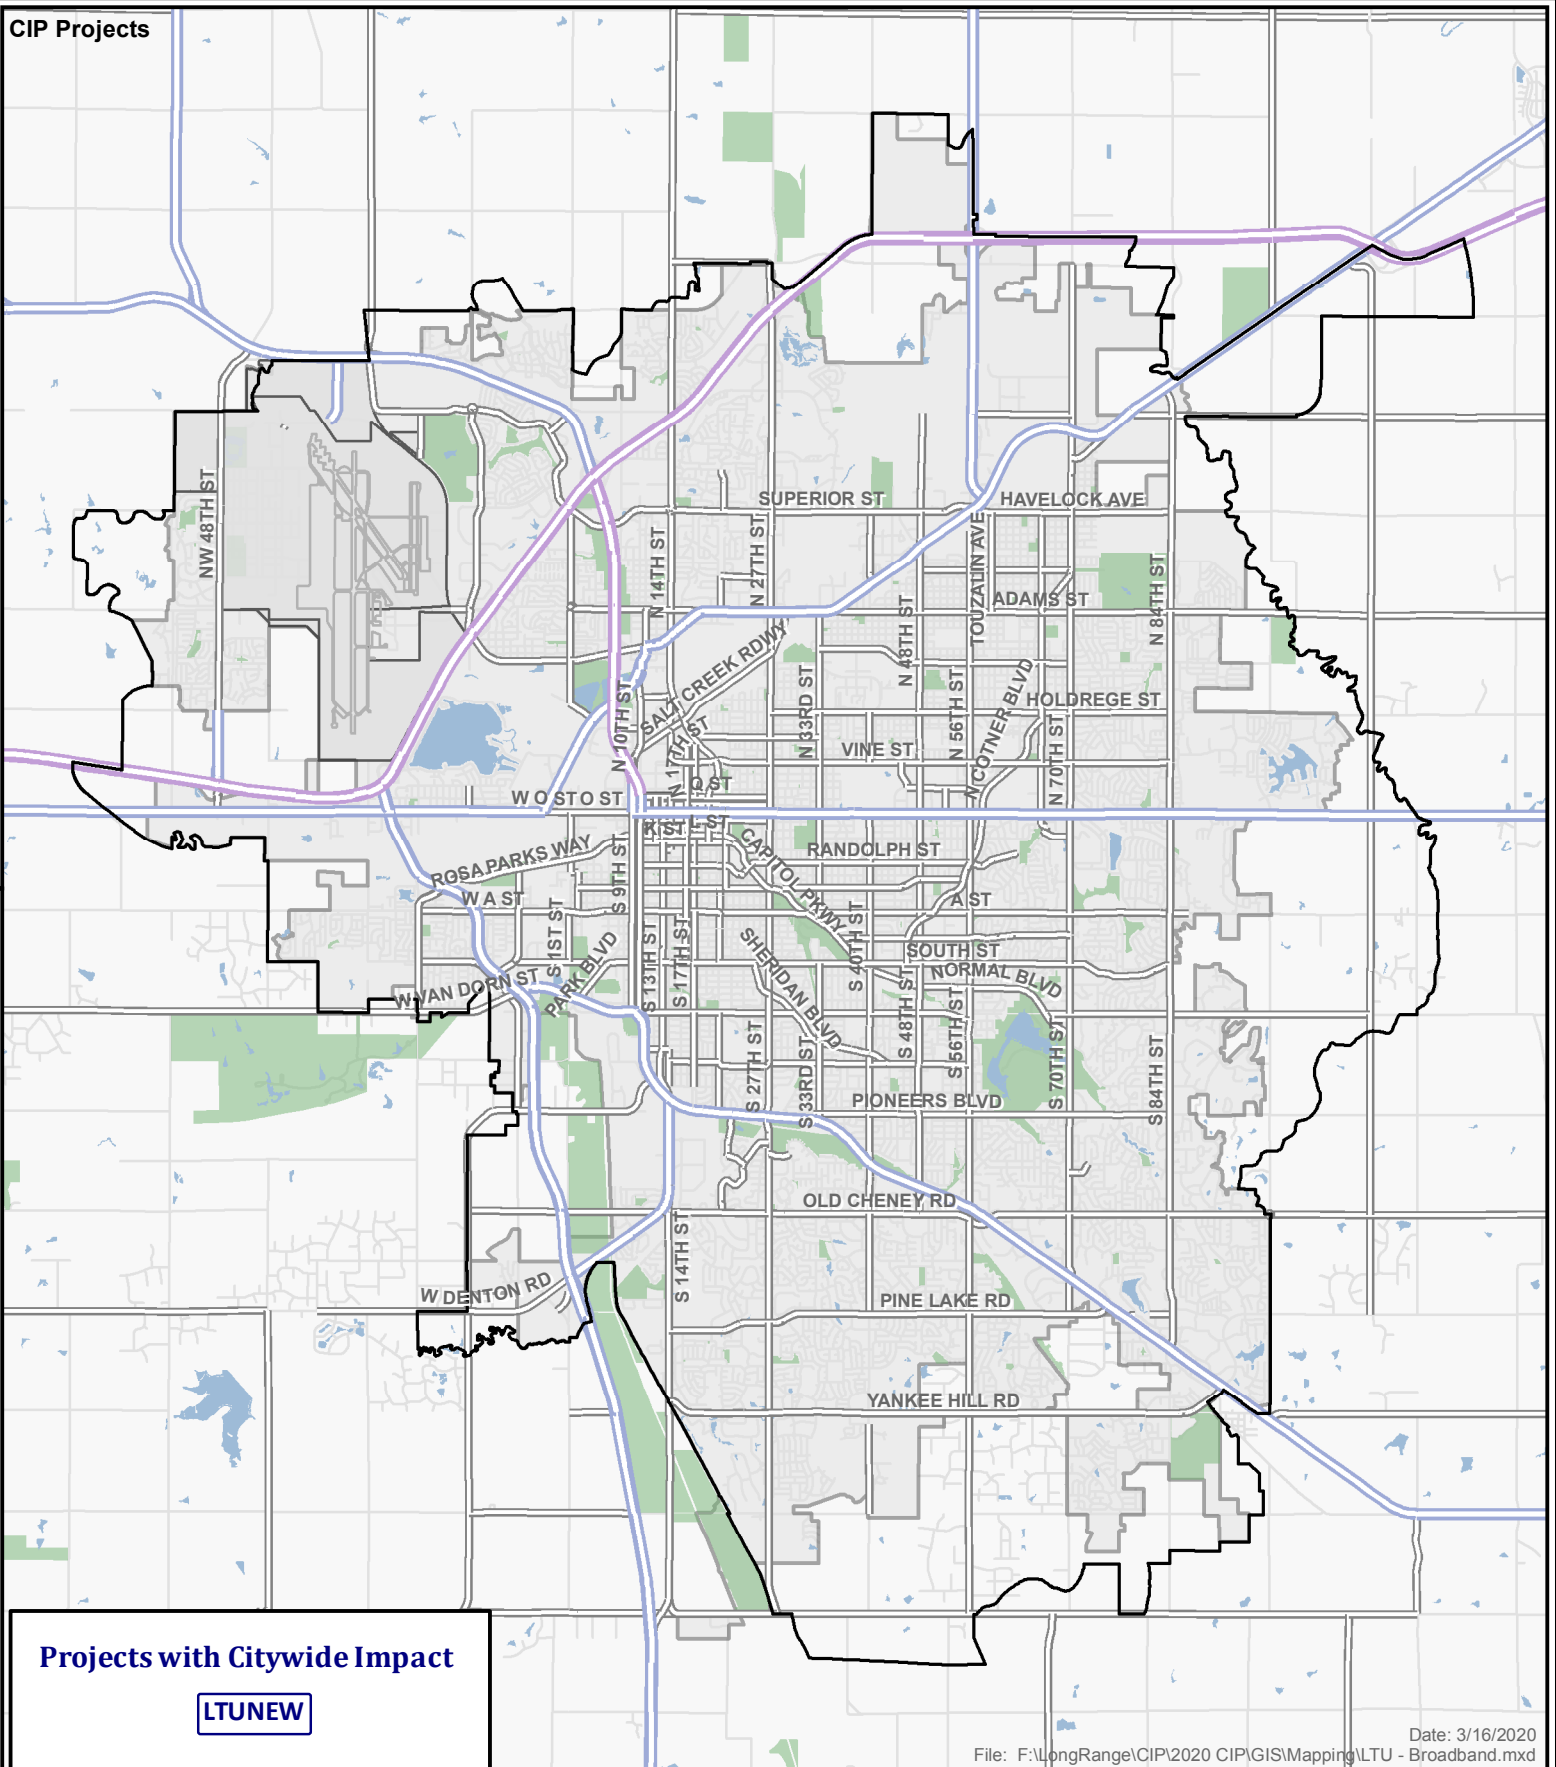 CIP Projects
SUPERIOR ST
HAVELOCK AVE
NW 48TH ST
N 14TH ST
N 27TH ST
TOUZALIN AVE
N 84TH ST
ADAMS ST
N 48TH ST
SALT CREEK RDWY
N 33RD ST
N 56TH ST
N COTNER BLVD
HOLDREGE ST
N 10TH ST
N 17TH ST
VINE ST
N 70TH ST
Q ST
W O ST
O ST
L ST
K ST
ROSA PARKS WAY
CAPITOL PKWY
RANDOLPH ST
S 9TH ST
W A ST
A ST
S 1ST ST
S 13TH ST
S 17TH ST
SHERIDAN BLVD
S 40TH ST
SOUTH ST
NORMAL BLVD
W VAN DORN ST
PARK BLVD
S 48TH ST
S 56TH ST
S 27TH ST
S 33RD ST
S 70TH ST
S 84TH ST
PIONEERS BLVD
OLD CHENEY RD
S 14TH ST
W DENTON RD
PINE LAKE RD
YANKEE HILL RD
Projects with Citywide Impact
LTUNEW
Date: 3/16/2020
File: F:\LongRange\CIP\2020 CIP\GIS\Mapping\LTU - Broadband.mxd